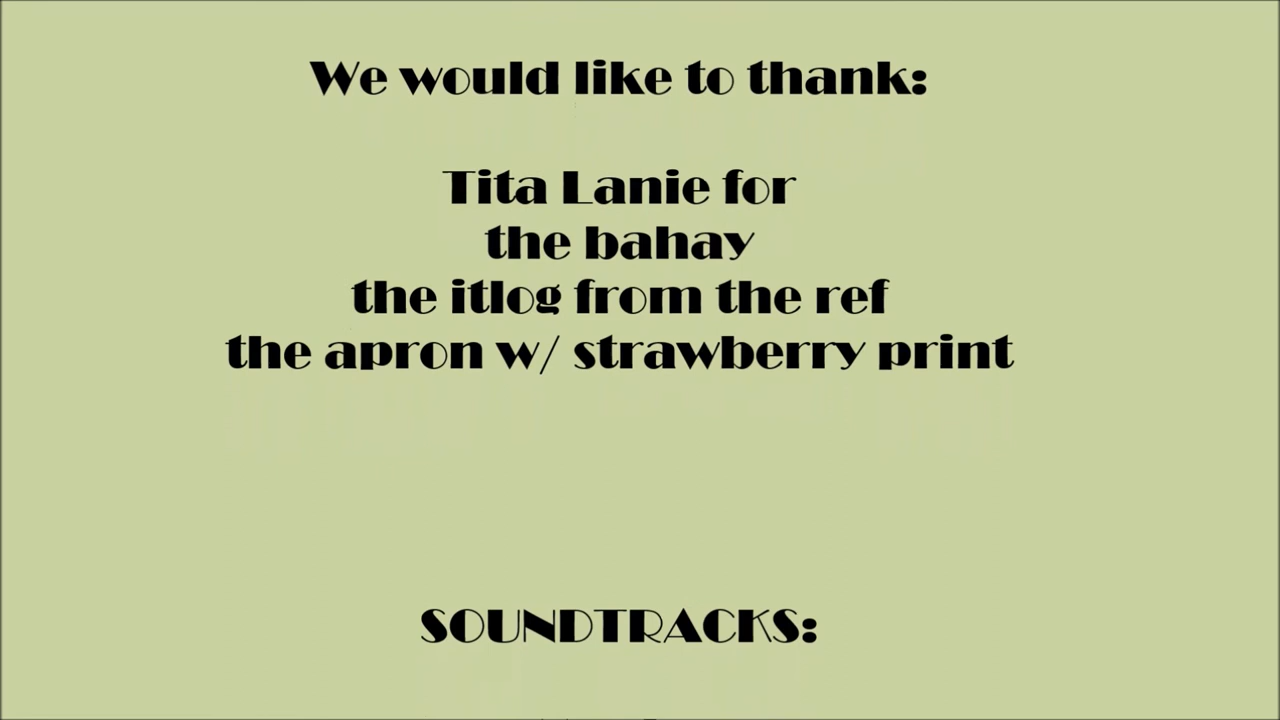 We would like to thank:
Tita Lanie for
the bahay
the itlog from the ref
the apron w/ strawberry print
SOUNDTRACKS: